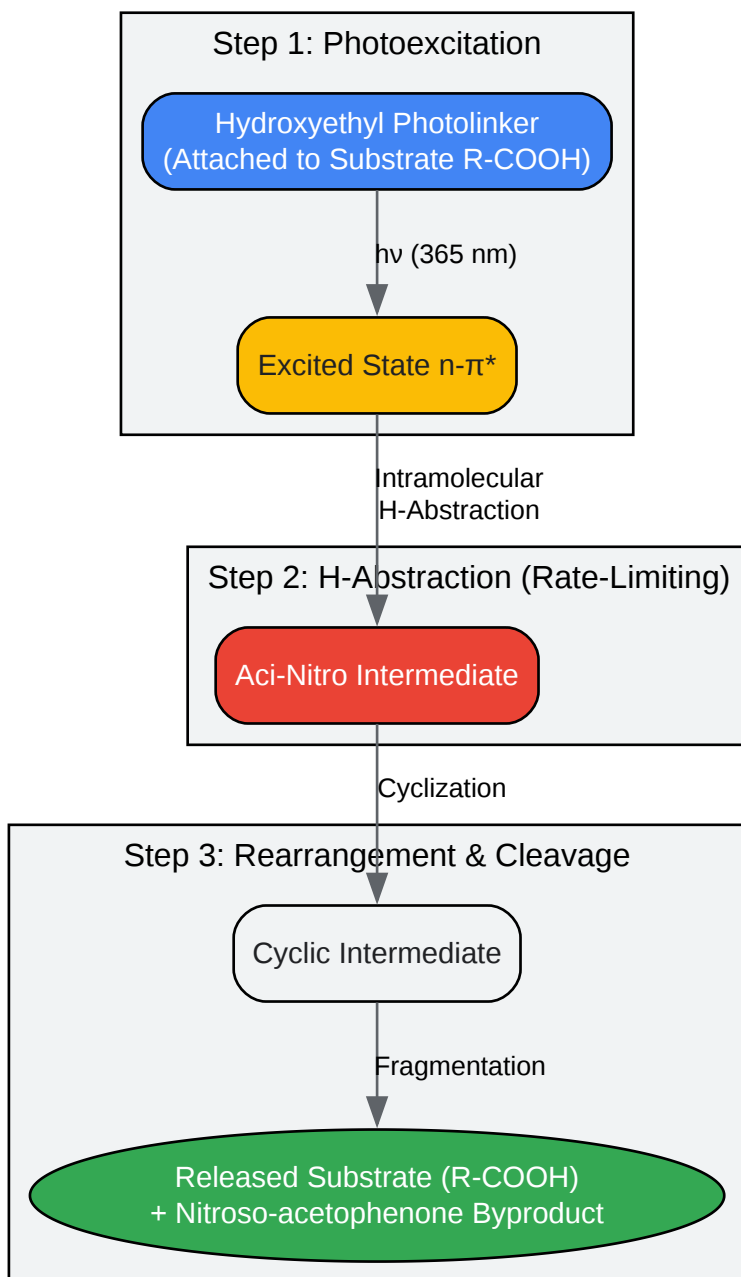 Step 1: Photoexcitation
Hydroxyethyl Photolinker
(Attached to Substrate R-COOH)
hν (365 nm)
Excited State n-π*
Intramolecular
H-Abstraction
Step 2: H-Abstraction (Rate-Limiting)
Aci-Nitro Intermediate
Cyclization
Step 3: Rearrangement & Cleavage
Cyclic Intermediate
Fragmentation
Released Substrate (R-COOH)
+ Nitroso-acetophenone Byproduct